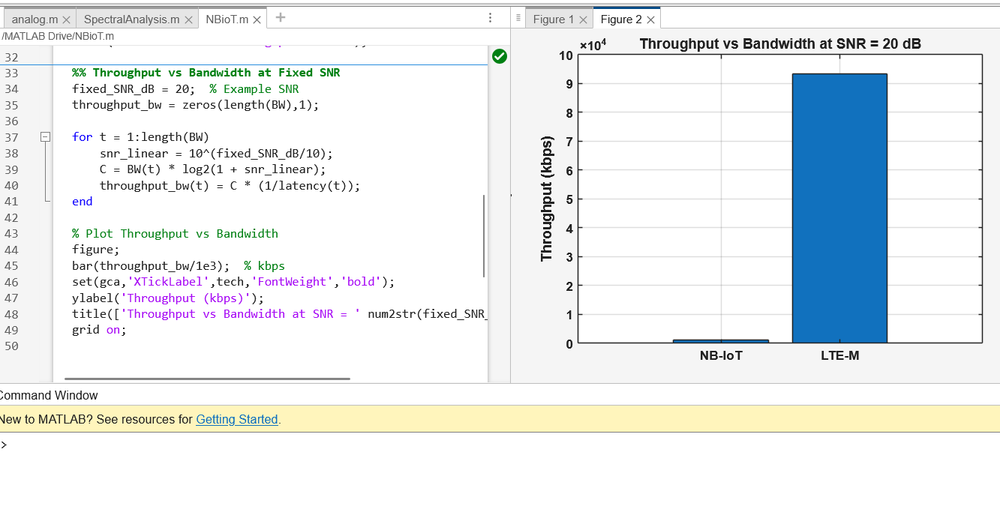 analog.m × SpectralAnalysis.m × NBioT.m × +
/MATLAB Drive/NBioT.m
32
33 %% Throughput vs Bandwidth at Fixed SNR
34 fixed_SNR_dB = 20;  % Example SNR
35 throughput_bw = zeros(length(BW),1);
36
37 for t = 1:length(BW)
38     snr_linear = 10^(fixed_SNR_dB/10);
39     C = BW(t) * log2(1 + snr_linear);
40     throughput_bw(t) = C * (1/latency(t));
41 end
42
43 % Plot Throughput vs Bandwidth
44 figure;
45 bar(throughput_bw/1e3);  % kbps
46 set(gca,'XTickLabel',tech,'FontWeight','bold');
47 ylabel('Throughput (kbps)');
48 title(['Throughput vs Bandwidth at SNR = ' num2str(fixed_SNR_
49 grid on;
50
Figure 1 × Figure 2 ×
×10⁴ Throughput vs Bandwidth at SNR = 20 dB
10
9
8
7
6
5
4
3
2
1
0
Throughput (kbps)
NB-IoT LTE-M
Command Window
New to MATLAB? See resources for Getting Started.
>